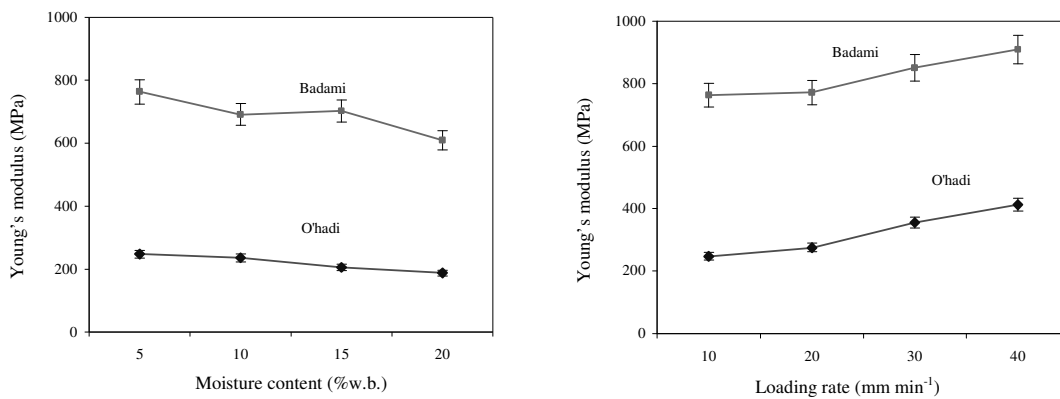 1000
800
600
400
200
0
Young's modulus (MPa)
Badami
O'hadi
5 10 15 20
Moisture content (%w.b.)
1000
800
600
400
200
0
Young's modulus (MPa)
Badami
O'hadi
10 20 30 40
Loading rate (mm min⁻¹)